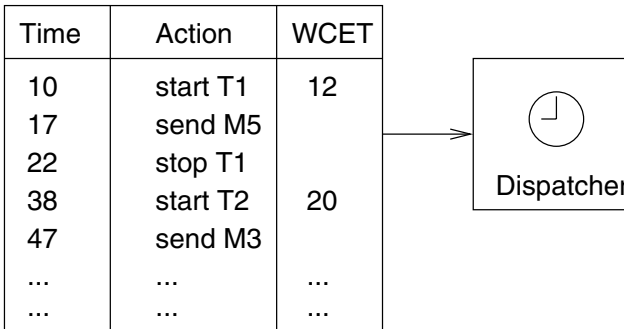 Time Action WCET
10 start T1 12
17 send M5
22 stop T1
38 start T2 20
47 send M3
... ... ...
... ... ...
Dispatcher